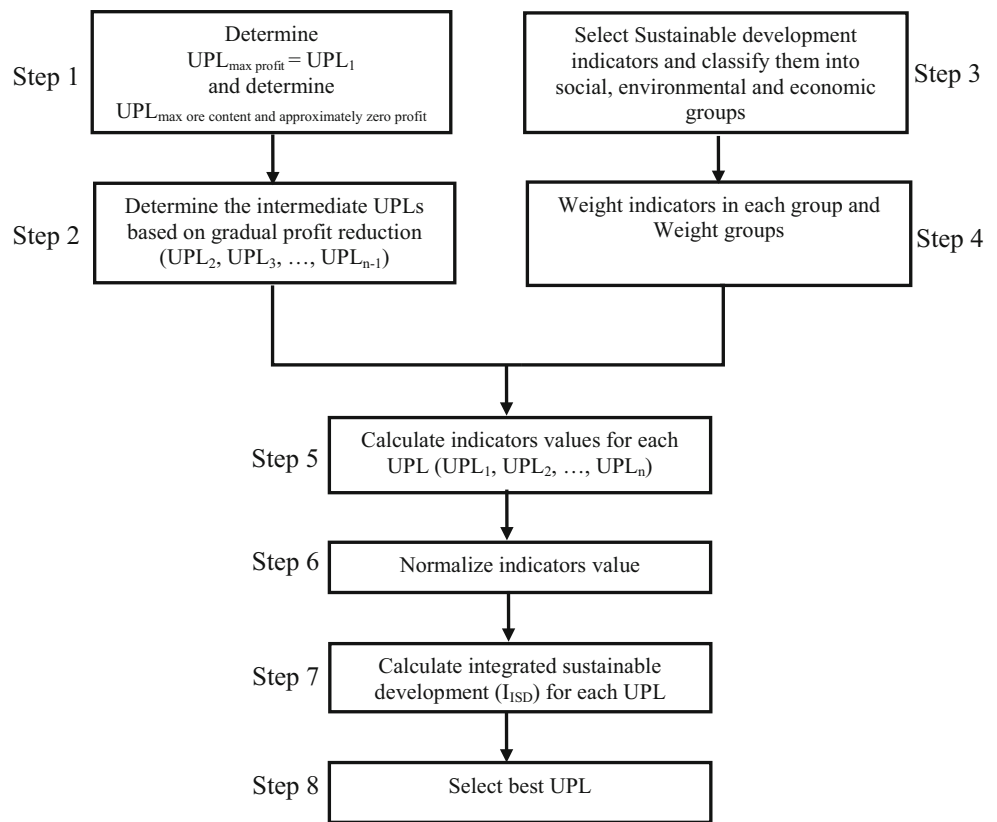 Step 1
Determine
UPLmax profit = UPL1
and determine
UPLmax ore content and approximately zero profit
Step 2
Determine the intermediate UPLs
based on gradual profit reduction
(UPL2, UPL3, …, UPLn-1)
Select Sustainable development
indicators and classify them into
social, environmental and economic
groups
Step 3
Weight indicators in each group and
Weight groups
Step 4
Step 5
Calculate indicators values for each
UPL (UPL1, UPL2, …, UPLn)
Step 6
Normalize indicators value
Step 7
Calculate integrated sustainable
development (IISD) for each UPL
Step 8
Select best UPL